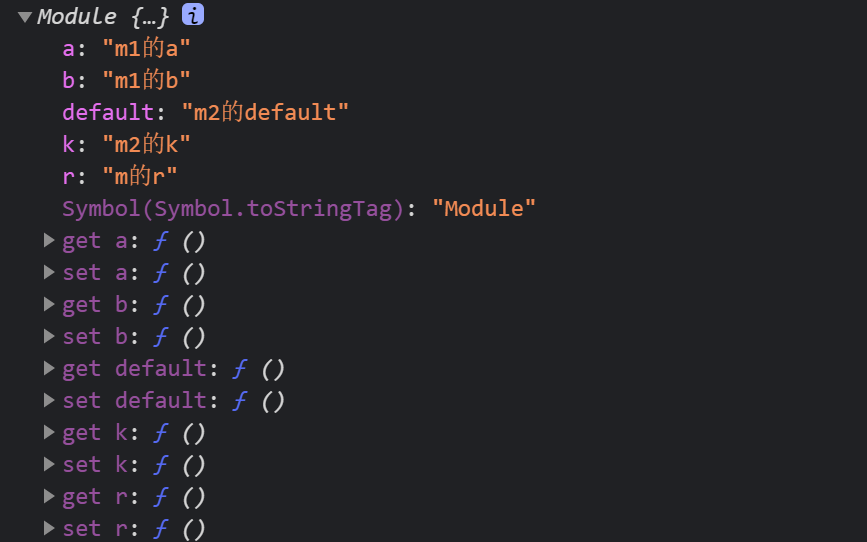 Module {…} i
a: "m1的a"
b: "m1的b"
default: "m2的default"
k: "m2的k"
r: "m的r"
Symbol(Symbol.toStringTag): "Module"
get a: ƒ ()
set a: ƒ ()
get b: ƒ ()
set b: ƒ ()
get default: ƒ ()
set default: ƒ ()
get k: ƒ ()
set k: ƒ ()
get r: ƒ ()
set r: ƒ ()